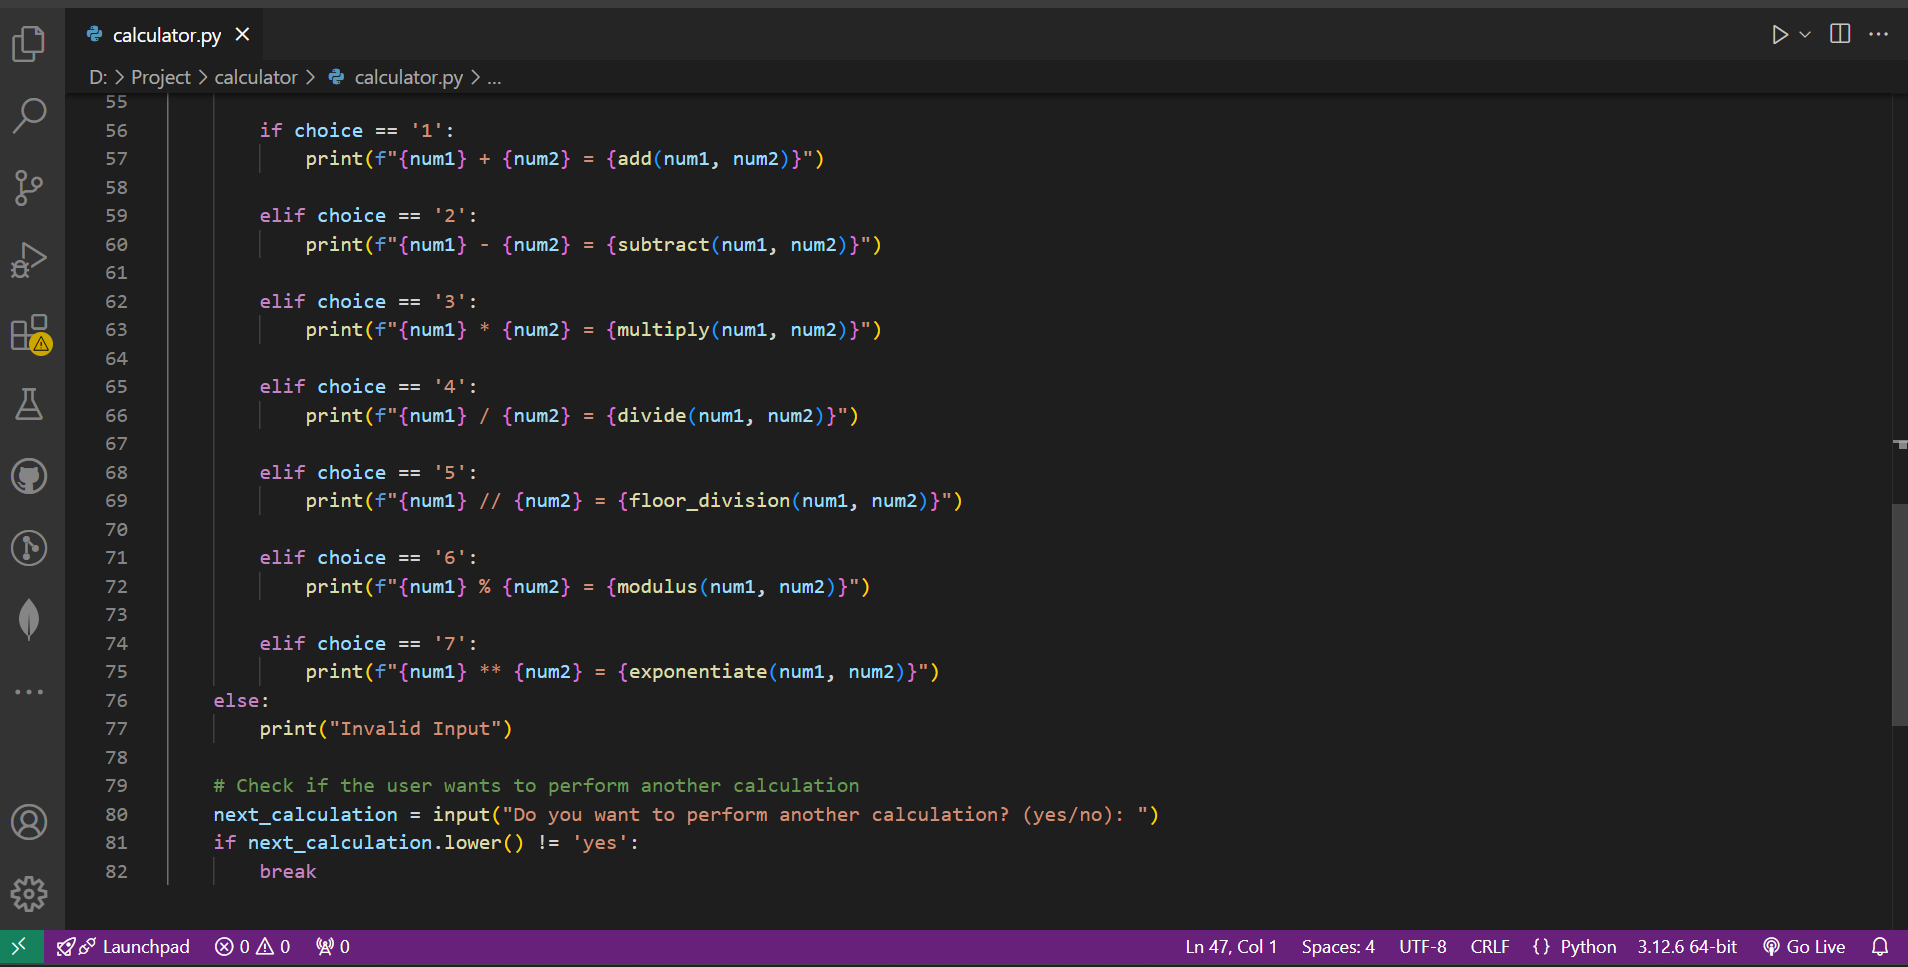 calculator.py
D: > Project > calculator > calculator.py > ...
55
56 if choice == '1':
57 print(f"{num1} + {num2} = {add(num1, num2)}")
58
59 elif choice == '2':
60 print(f"{num1} - {num2} = {subtract(num1, num2)}")
61
62 elif choice == '3':
63 print(f"{num1} * {num2} = {multiply(num1, num2)}")
64
65 elif choice == '4':
66 print(f"{num1} / {num2} = {divide(num1, num2)}")
67
68 elif choice == '5':
69 print(f"{num1} // {num2} = {floor_division(num1, num2)}")
70
71 elif choice == '6':
72 print(f"{num1} % {num2} = {modulus(num1, num2)}")
73
74 elif choice == '7':
75 print(f"{num1} ** {num2} = {exponentiate(num1, num2)}")
76 else:
77 print("Invalid Input")
78
79 # Check if the user wants to perform another calculation
80 next_calculation = input("Do you want to perform another calculation? (yes/no): ")
81 if next_calculation.lower() != 'yes':
82 break
Launchpad 0 0 0 Ln 47, Col 1 Spaces: 4 UTF-8 CRLF {} Python 3.12.6 64-bit Go Live